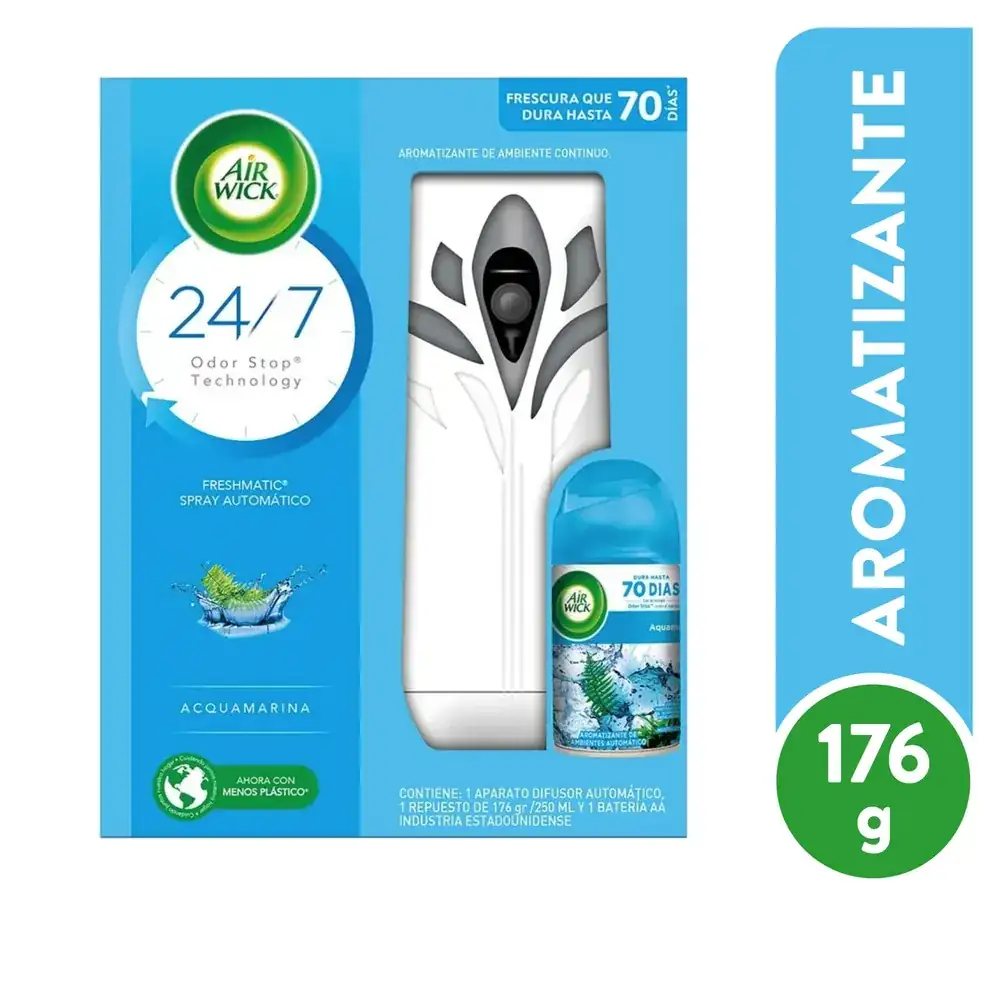 FRESCURA QUE
DURA HASTA 70 DÍAS*
AROMATIZANTE DE AMBIENTE CONTINUO
AIR
WICK
24/7
Odor Stop®
Technology
FRESHMATIC®
SPRAY AUTOMÁTICO
ACQUAMARINA
AHORA CON
MENOS PLÁSTICO*
DURA HASTA
70 DÍAS
AIR
WICK
AROMATIZANTE DE
AMBIENTES AUTOMÁTICO
CONTIENE: 1 APARATO DIFUSOR AUTOMÁTICO,
1 REPUESTO DE 176 gr /250 ML Y 1 BATERÍA AA
INDUSTRIA ESTADOUNIDENSE
AROMATIZANTE
176
g